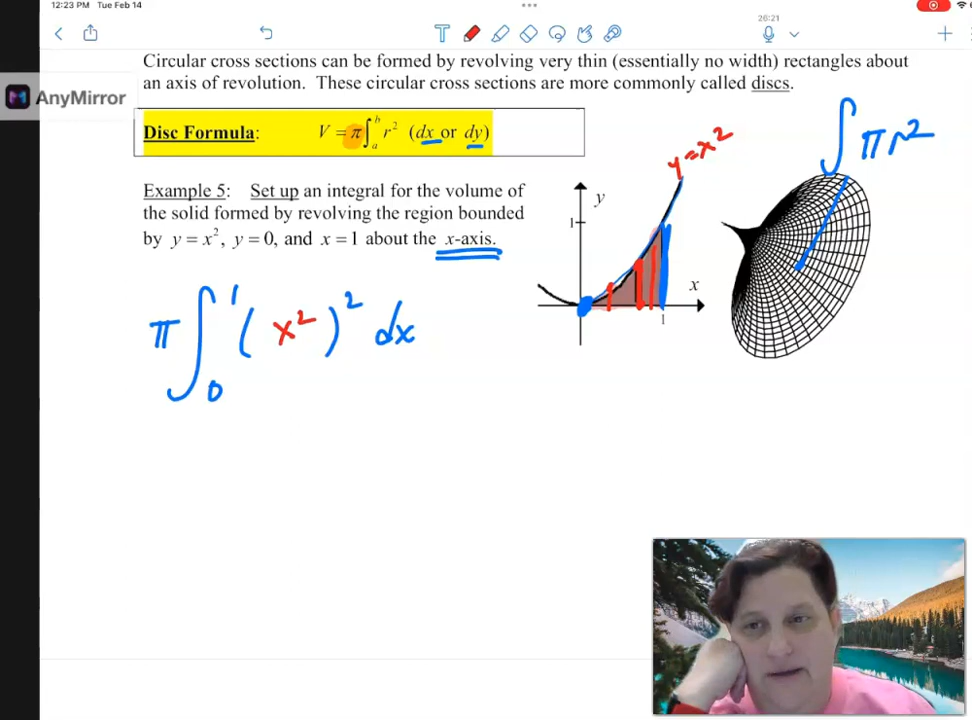 12:23 PM Tue Feb 14
26:21
T
Circular cross sections can be formed by revolving very thin (essentially no width) rectangles about
an axis of revolution. These circular cross sections are more commonly called discs.
AnyMirror
Disc Formula: V = π∫ₐᵇ r² (dx or dy)
∫πr²
y=x²
Example 5: Set up an integral for the volume of
the solid formed by revolving the region bounded
by y = x², y = 0, and x = 1 about the x-axis.
y
1
x
1
π∫₀¹ (x²)² dx